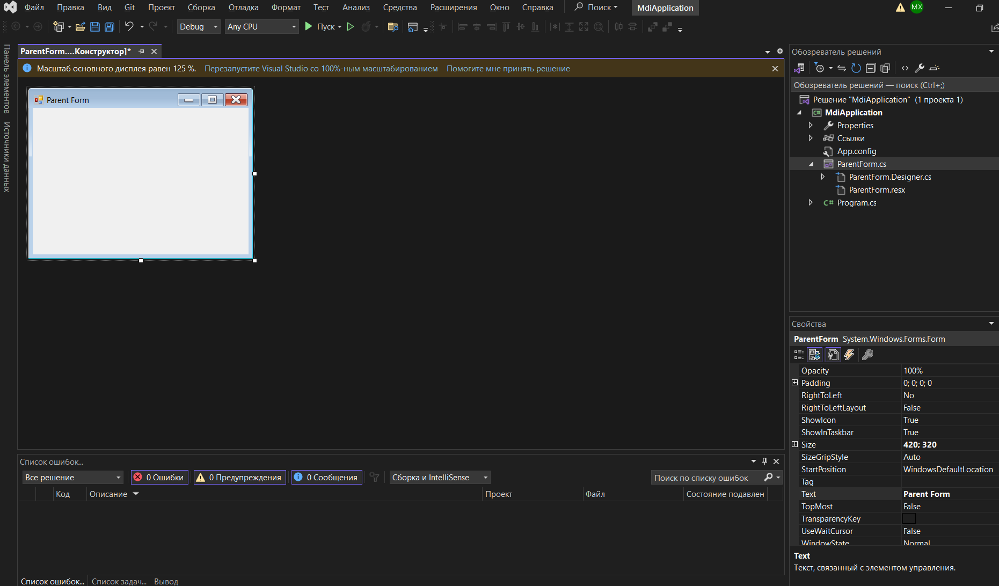 Файл Правка Вид Git Проект Сборка Отладка Формат Тест Анализ Средства Расширения Окно Справка Поиск MdiApplication MX
Debug Any CPU Пуск
Панель элементов
Источники данных
ParentForm....Конструктор]*
Масштаб основного дисплея равен 125 %. Перезапустите Visual Studio со 100%-ным масштабированием Помогите мне принять решение
Parent Form
Обозреватель решений
Обозреватель решений — поиск (Ctrl+;)
Решение "MdiApplication" (1 проекта 1)
C# MdiApplication
Properties
Ссылки
App.config
ParentForm.cs
ParentForm.Designer.cs
ParentForm.resx
C# Program.cs
Свойства
ParentForm System.Windows.Forms.Form
Opacity 100%
Padding 0; 0; 0; 0
RightToLeft No
RightToLeftLayout False
ShowIcon True
ShowInTaskbar True
Size 420; 320
SizeGripStyle Auto
StartPosition WindowsDefaultLocation
Tag
Text Parent Form
TopMost False
TransparencyKey
UseWaitCursor False
WindowState Normal
Text
Текст, связанный с элементом управления.
Список ошибок...
Все решение 0 Ошибки 0 Предупреждения 0 Сообщения Сборка и IntelliSense Поиск по списку ошибок
Код Описание Проект Файл Состояние подавлен
Список ошибок... Список задач... Вывод